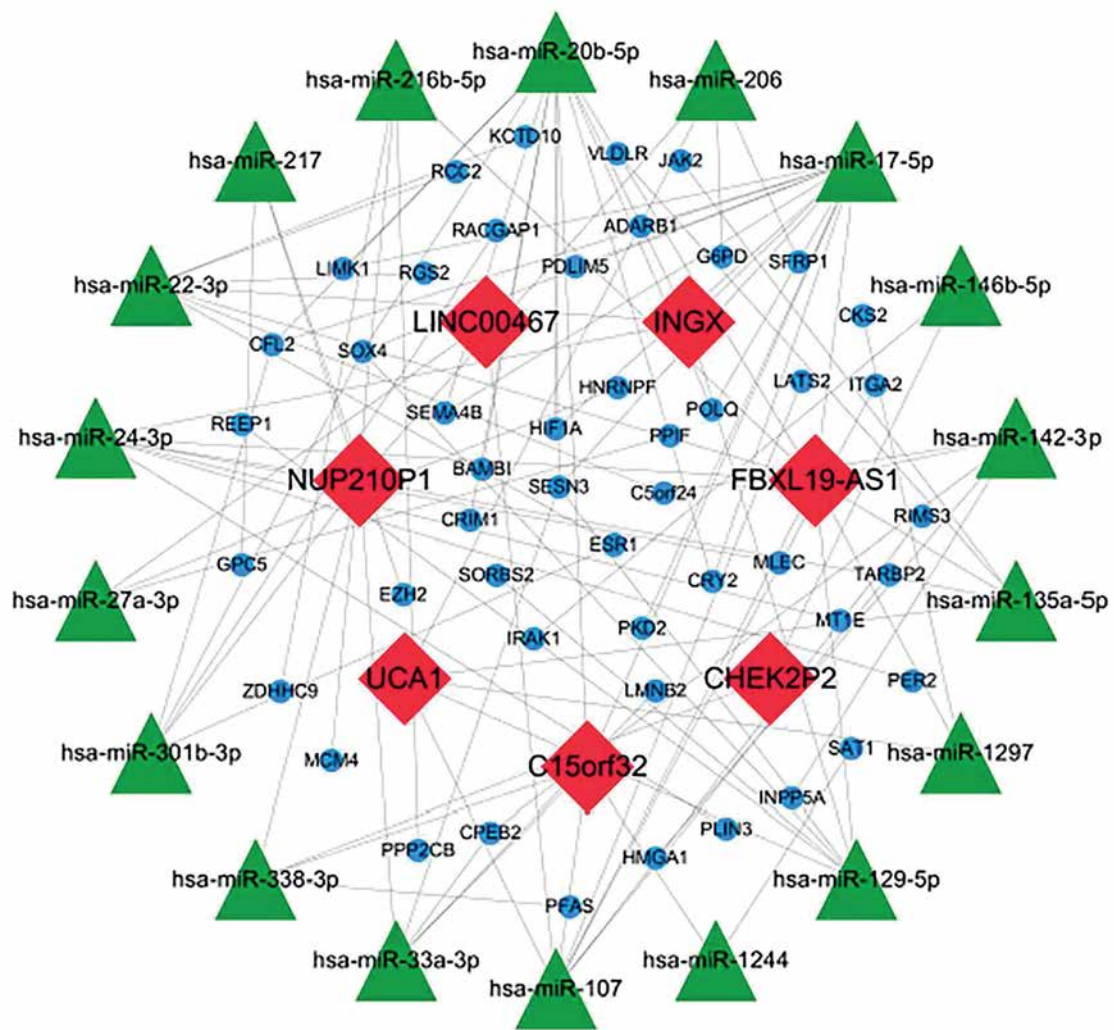 hsa-miR-20b-5p
hsa-miR-216b-5p
hsa-miR-206
KCTD10
VLDLR
JAK2
hsa-miR-217
RCC2
hsa-miR-17-5p
RACGAP1
ADARB1
LIMK1
RGS2
PDLIM5
G6PD
SFRP1
hsa-miR-22-3p
hsa-miR-146b-5p
LINC00467
INGX
CKS2
CFL2
SOX4
HNRNPF
LATS2
ITGA2
SEMA4B
POLQ
REEP1
HIF1A
PPIF
hsa-miR-24-3p
hsa-miR-142-3p
NUP210P1
BAMBI
SESN3
C5orf24
FBXL19-AS1
CRIM1
RIMS3
ESR1
GPC5
SORBS2
MLEC
CRY2
TARBP2
hsa-miR-27a-3p
EZH2
hsa-miR-135a-5p
IRAK1
PKD2
MT1E
UCA1
CHEK2P2
ZDHHC9
LMNB2
PER2
hsa-miR-301b-3p
MCM4
SAT1
hsa-miR-1297
C15orf32
INPP5A
CPEB2
PLIN3
PPP2CB
HMGA1
hsa-miR-338-3p
hsa-miR-129-5p
PFAS
hsa-miR-33a-3p
hsa-miR-1244
hsa-miR-107